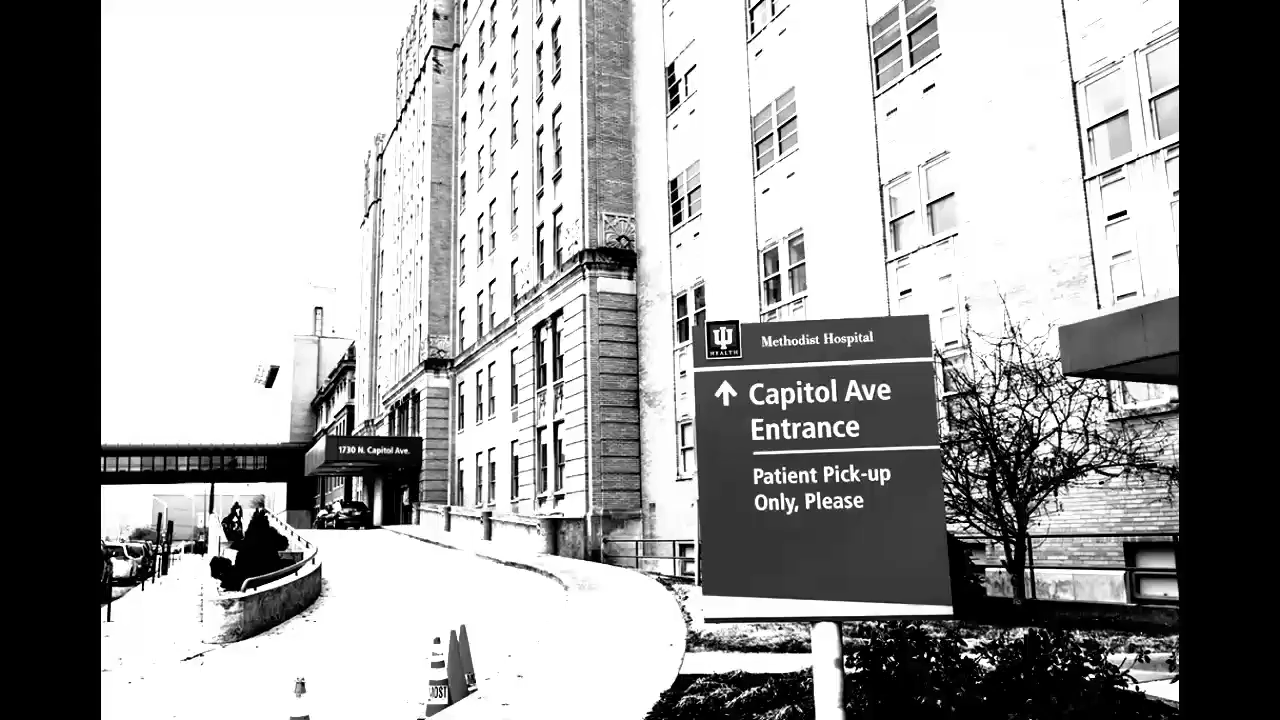 IU
HEALTH
Methodist Hospital
Capitol Ave
Entrance
Patient Pick-up
Only, Please
1730 N. Capitol Ave.